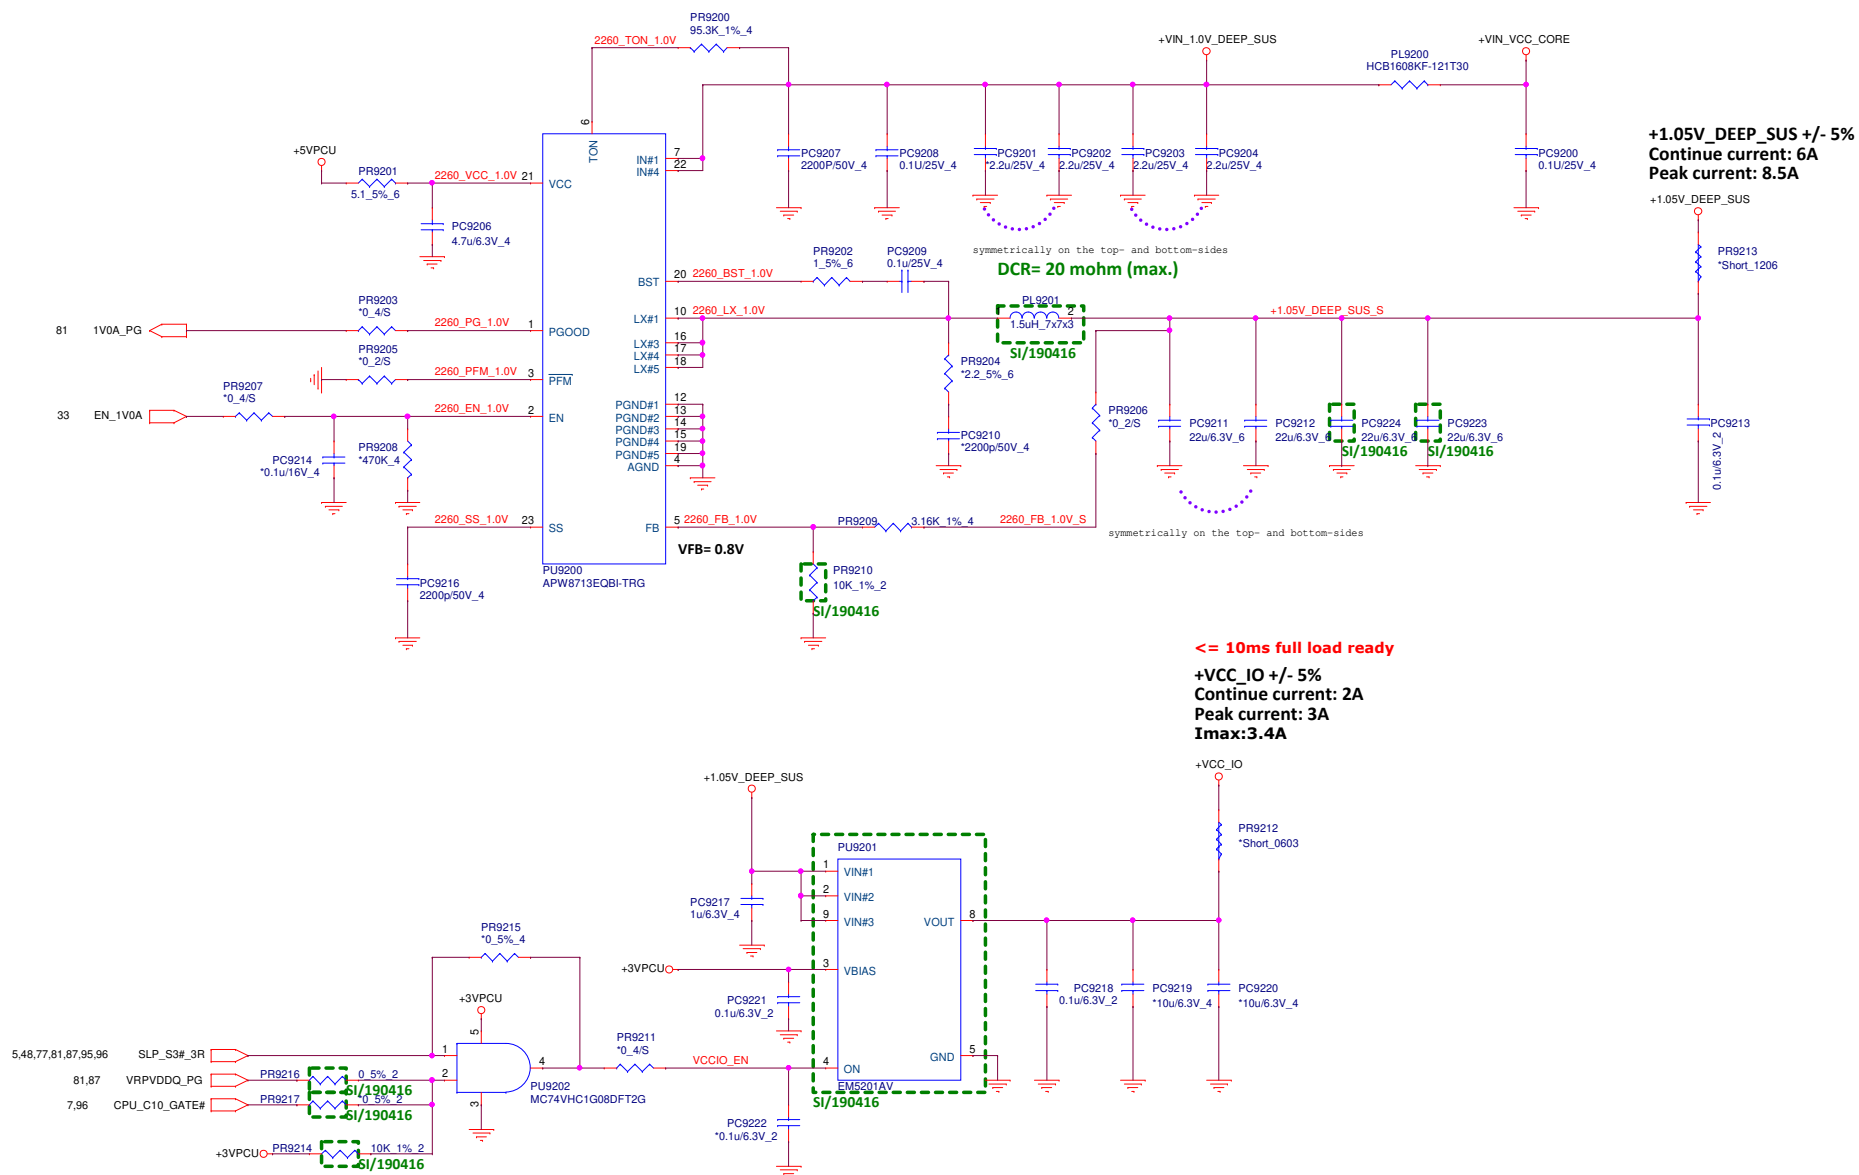 PR9200
95.3K_1%_4
2260_TON_1.0V
+VIN_1.0V_DEEP_SUS
+VIN_VCC_CORE
PL9200
HCB1608KF-121T30
6
TON
+1.05V_DEEP_SUS +/- 5%
Continue current: 6A
Peak current: 8.5A
+1.05V_DEEP_SUS
+5VPCU
PR9201
5.1_5%_6
2260_VCC_1.0V
21
VCC
7
IN#1
22
IN#4
PC9207
2200P/50V_4
PC9208
0.1U/25V_4
PC9201
*2.2u/25V_4
PC9202
2.2u/25V_4
PC9203
2.2u/25V_4
PC9204
2.2u/25V_4
PC9200
0.1U/25V_4
PC9206
4.7u/6.3V_4
symmetrically on the top- and bottom-sides
DCR= 20 mohm (max.)
PR9213
*Short_1206
PR9202
1_5%_6
PC9209
0.1u/25V_4
BST
20
2260_BST_1.0V
PL9201
2
1.5uH_7x7x3
SI/190416
+1.05V_DEEP_SUS_S
LX#1
10
2260_LX_1.0V
LX#3
16
LX#4
17
LX#5
18
81
1V0A_PG
PR9203
*0_4/S
2260_PG_1.0V
1
PGOOD
PR9205
*0_2/S
2260_PFM_1.0V
3
PFM
PR9207
*0_4/S
33
EN_1V0A
2260_EN_1.0V
2
EN
PR9204
*2.2_5%_6
PGND#1
12
PGND#2
13
PGND#3
14
PGND#4
15
PGND#5
19
AGND
4
PR9206
*0_2/S
PC9211
22u/6.3V_6
PC9212
22u/6.3V_6
PC9224
22u/6.3V_6
SI/190416
PC9223
22u/6.3V_6
SI/190416
PC9213
0.1u/6.3V_2
PC9210
*2200p/50V_4
PC9214
*0.1u/16V_4
PR9208
*470K_4
2260_SS_1.0V
23
SS
FB
5
2260_FB_1.0V
PR9209
3.16K_1%_4
2260_FB_1.0V_S
symmetrically on the top- and bottom-sides
VFB= 0.8V
PU9200
APW8713EQBI-TRG
PC9216
2200p/50V_4
PR9210
10K_1%_2
SI/190416
<= 10ms full load ready
+VCC_IO +/- 5%
Continue current: 2A
Peak current: 3A
Imax:3.4A
+VCC_IO
+1.05V_DEEP_SUS
PR9212
*Short_0603
PU9201
1
VIN#1
2
VIN#2
9
VIN#3
VOUT
8
PC9217
1u/6.3V_4
PR9215
*0_5%_4
+3VPCU
3
VBIAS
PC9221
0.1u/6.3V_2
PC9218
0.1u/6.3V_2
PC9219
*10u/6.3V_4
PC9220
*10u/6.3V_4
+3VPCU
5
PR9211
*0_4/S
VCCIO_EN
4
ON
GND
5
EM5201AV
SI/190416
5,48,77,81,87,95,96
SLP_S3#_3R
1
4
81,87
VRPVDDQ_PG
PR9216
0_5%_2
SI/190416
2
PU9202
MC74VHC1G08DFT2G
3
7,96
CPU_C10_GATE#
PR9217
*0_5%_2
SI/190416
PC9222
*0.1u/6.3V_2
+3VPCU
PR9214
10K_1%_2
SI/190416